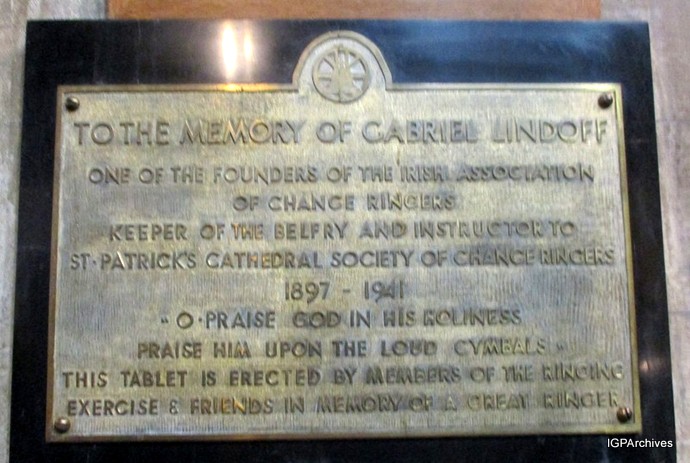 TO THE MEMORY OF GABRIEL LINDOFF
ONE OF THE FOUNDERS OF THE IRISH ASSOCIATION
OF CHANGE RINGERS
KEEPER OF THE BELFRY AND INSTRUCTOR TO
ST·PATRICK'S CATHEDRAL SOCIETY OF CHANGE RINGERS
1897 - 1941
"O·PRAISE GOD IN HIS HOLINESS
PRAISE HIM UPON THE LOUD CYMBALS"
THIS TABLET IS ERECTED BY MEMBERS OF THE RINGING
EXERCISE & FRIENDS IN MEMORY OF A GREAT RINGER
IGPArchives